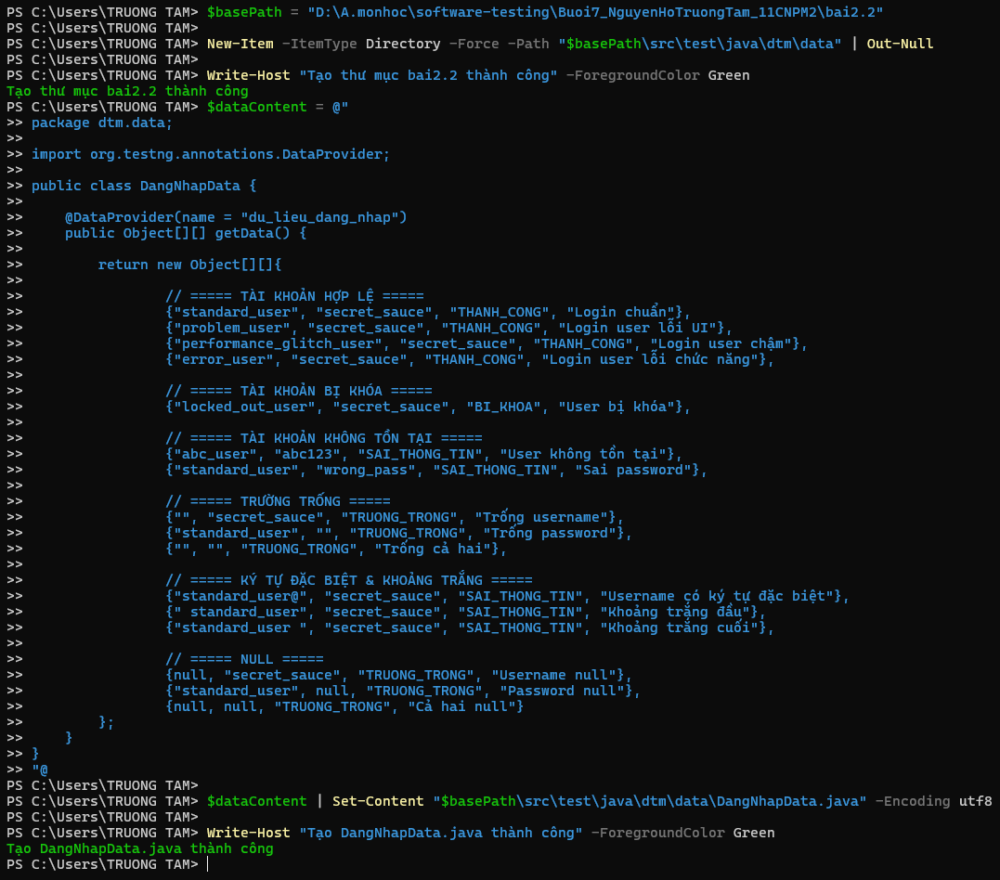 PS C:\Users\TRUONG TAM> $basePath = "D:\A.monhoc\software-testing\Buoi7_NguyenHoTruongTam_11CNPM2\bai2.2"
PS C:\Users\TRUONG TAM>
PS C:\Users\TRUONG TAM> New-Item -ItemType Directory -Force -Path "$basePath\src\test\java\dtm\data" | Out-Null
PS C:\Users\TRUONG TAM>
PS C:\Users\TRUONG TAM> Write-Host "Tạo thư mục bai2.2 thành công" -ForegroundColor Green
Tạo thư mục bai2.2 thành công
PS C:\Users\TRUONG TAM> $dataContent = @"
>> package dtm.data;
>>
>> import org.testng.annotations.DataProvider;
>>
>> public class DangNhapData {
>>
>>     @DataProvider(name = "du_lieu_dang_nhap")
>>     public Object[][] getData() {
>>
>>         return new Object[][]{
>>
>>                 // ===== TÀI KHOẢN HỢP LỆ =====
>>                 {"standard_user", "secret_sauce", "THANH_CONG", "Login chuẩn"},
>>                 {"problem_user", "secret_sauce", "THANH_CONG", "Login user lỗi UI"},
>>                 {"performance_glitch_user", "secret_sauce", "THANH_CONG", "Login user chậm"},
>>                 {"error_user", "secret_sauce", "THANH_CONG", "Login user lỗi chức năng"},
>>
>>                 // ===== TÀI KHOẢN BỊ KHÓA =====
>>                 {"locked_out_user", "secret_sauce", "BI_KHOA", "User bị khóa"},
>>
>>                 // ===== TÀI KHOẢN KHÔNG TỒN TẠI =====
>>                 {"abc_user", "abc123", "SAI_THONG_TIN", "User không tồn tại"},
>>                 {"standard_user", "wrong_pass", "SAI_THONG_TIN", "Sai password"},
>>
>>                 // ===== TRƯỜNG TRỐNG =====
>>                 {"", "secret_sauce", "TRUONG_TRONG", "Trống username"},
>>                 {"standard_user", "", "TRUONG_TRONG", "Trống password"},
>>                 {"", "", "TRUONG_TRONG", "Trống cả hai"},
>>
>>                 // ===== KÝ TỰ ĐẶC BIỆT & KHOẢNG TRẮNG =====
>>                 {"standard_user@", "secret_sauce", "SAI_THONG_TIN", "Username có ký tự đặc biệt"},
>>                 {" standard_user", "secret_sauce", "SAI_THONG_TIN", "Khoảng trắng đầu"},
>>                 {"standard_user ", "secret_sauce", "SAI_THONG_TIN", "Khoảng trắng cuối"},
>>
>>                 // ===== NULL =====
>>                 {null, "secret_sauce", "TRUONG_TRONG", "Username null"},
>>                 {"standard_user", null, "TRUONG_TRONG", "Password null"},
>>                 {null, null, "TRUONG_TRONG", "Cả hai null"}
>>         };
>>     }
>> }
>> "@
PS C:\Users\TRUONG TAM>
PS C:\Users\TRUONG TAM> $dataContent | Set-Content "$basePath\src\test\java\dtm\data\DangNhapData.java" -Encoding utf8
PS C:\Users\TRUONG TAM>
PS C:\Users\TRUONG TAM> Write-Host "Tạo DangNhapData.java thành công" -ForegroundColor Green
Tạo DangNhapData.java thành công
PS C:\Users\TRUONG TAM>